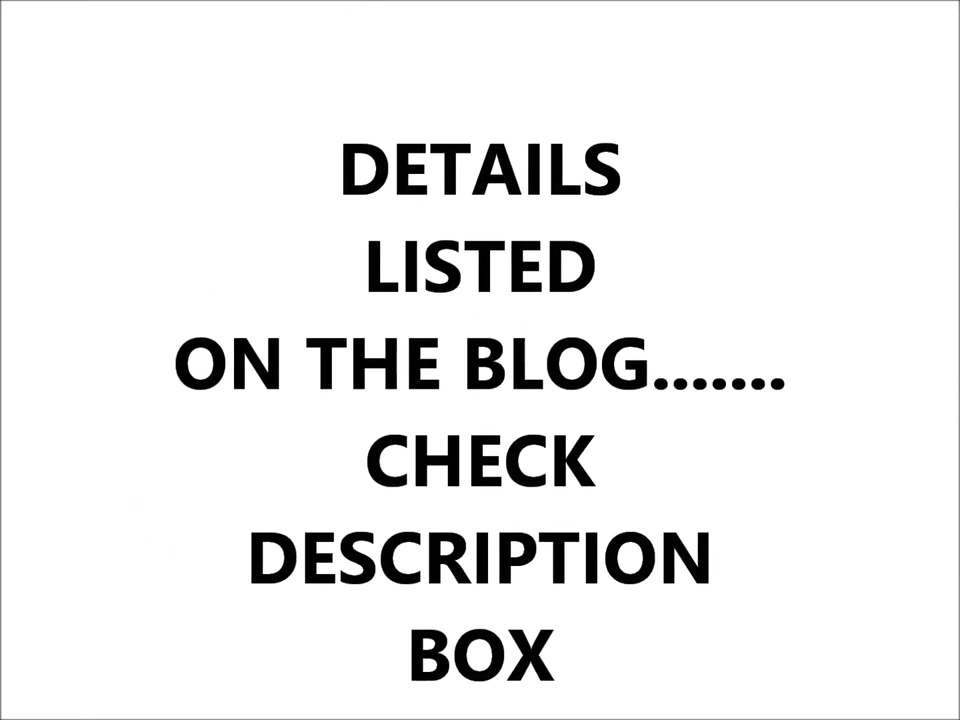 DETAILS
LISTED
ON THE BLOG.......
CHECK
DESCRIPTION
BOX